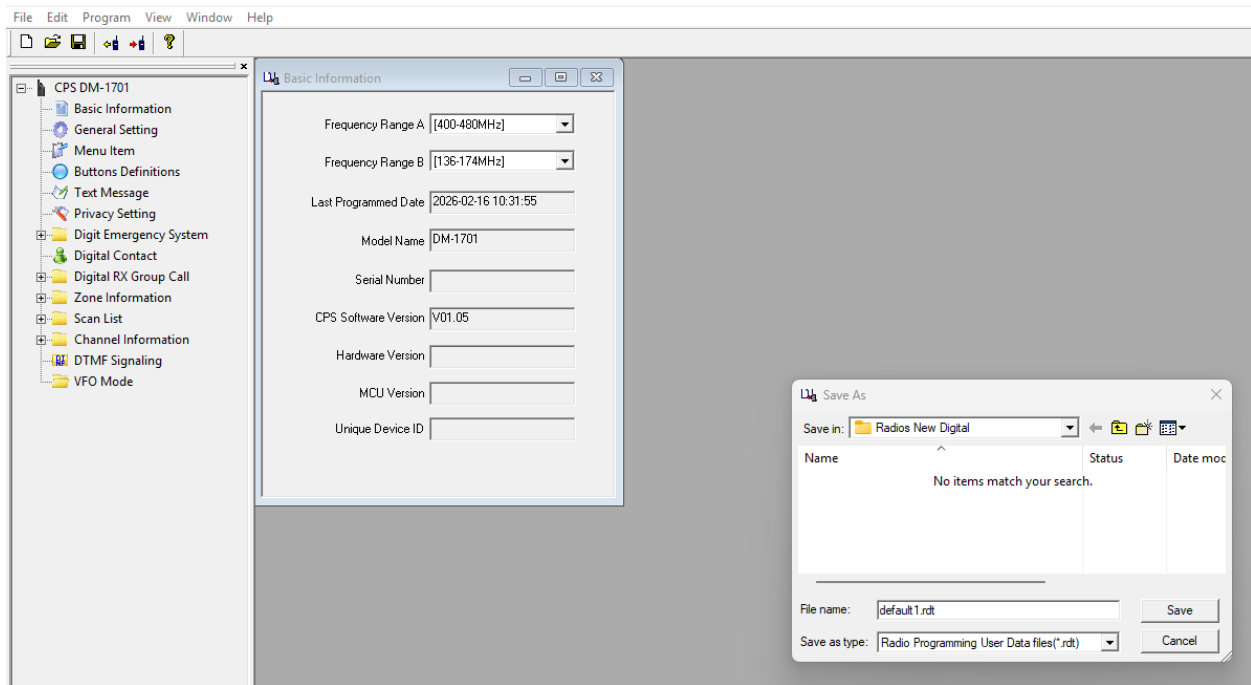 File Edit Program View Window Help
CPS DM-1701
Basic Information
General Setting
Menu Item
Buttons Definitions
Text Message
Privacy Setting
Digit Emergency System
Digital Contact
Digital RX Group Call
Zone Information
Scan List
Channel Information
DTMF Signaling
VFO Mode
Basic Information
Frequency Range A [400-480MHz]
Frequency Range B [136-174MHz]
Last Programmed Date 2026-02-16 10:31:55
Model Name DM-1701
Serial Number
CPS Software Version V01.05
Hardware Version
MCU Version
Unique Device ID
Save As
Save in: Radios New Digital
Name Status Date moc
No items match your search.
File name: default1.rdt Save
Save as type: Radio Programming User Data files(*.rdt) Cancel